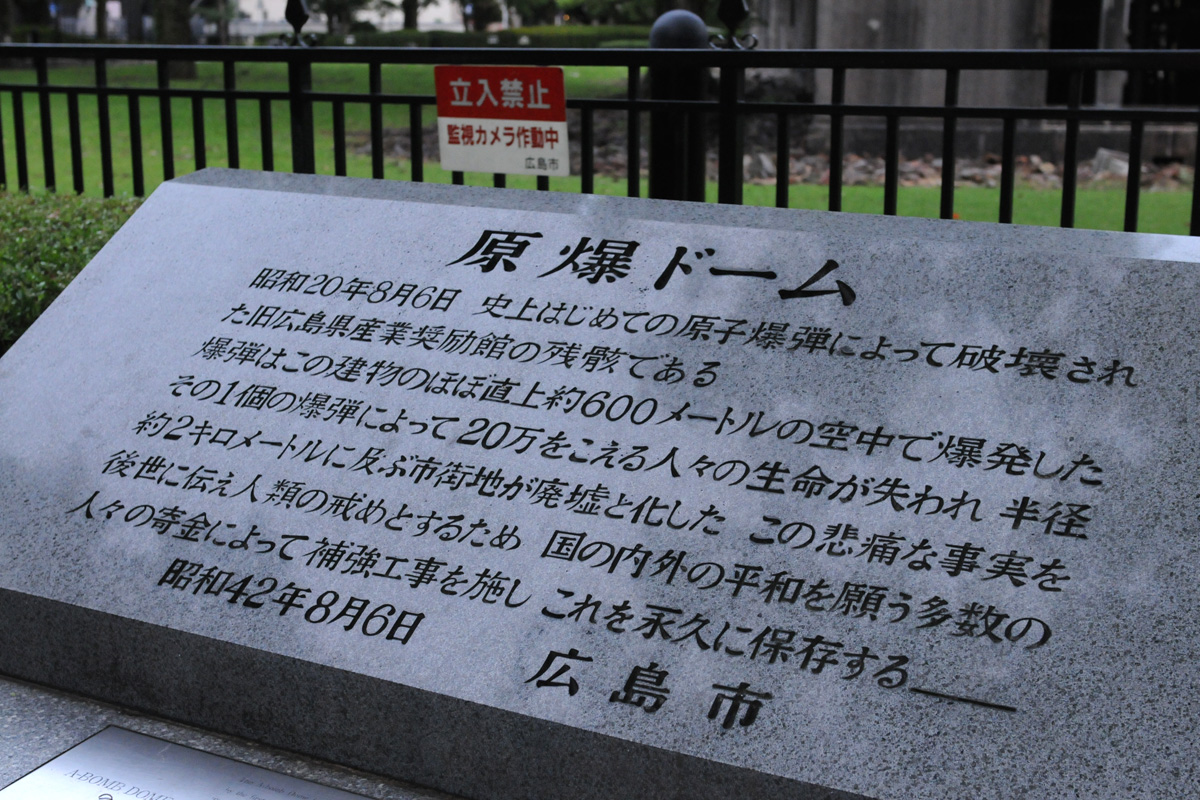 立入禁止
監視カメラ作動中
広島市
原爆ドーム
昭和20年8月6日 史上はじめての原子爆弾によって破壊され
た旧広島県産業奨励館の残骸である
爆弾はこの建物のほぼ直上約600メートルの空中で爆発した
その1個の爆弾によって20万をこえる人々の生命が失われ 半径
約2キロメートルに及ぶ市街地が廃墟と化した この悲痛な事実を
後世に伝え人類の戒めとするため 国の内外の平和を願う多数の
人々の寄金によって補強工事を施し これを永久に保存する
昭和42年8月6日
広島市
A-BOMB DOME